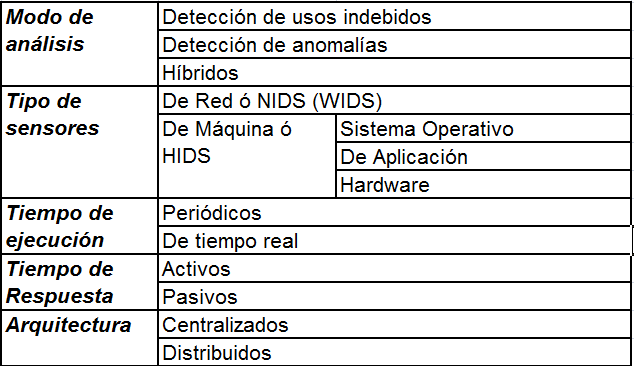 Modo de análisis
Detección de usos indebidos
Detección de anomalías
Híbridos
Tipo de sensores
De Red ó NIDS (WIDS)
De Máquina ó HIDS
Sistema Operativo
De Aplicación
Hardware
Tiempo de ejecución
Periódicos
De tiempo real
Tiempo de Respuesta
Activos
Pasivos
Arquitectura
Centralizados
Distribuidos